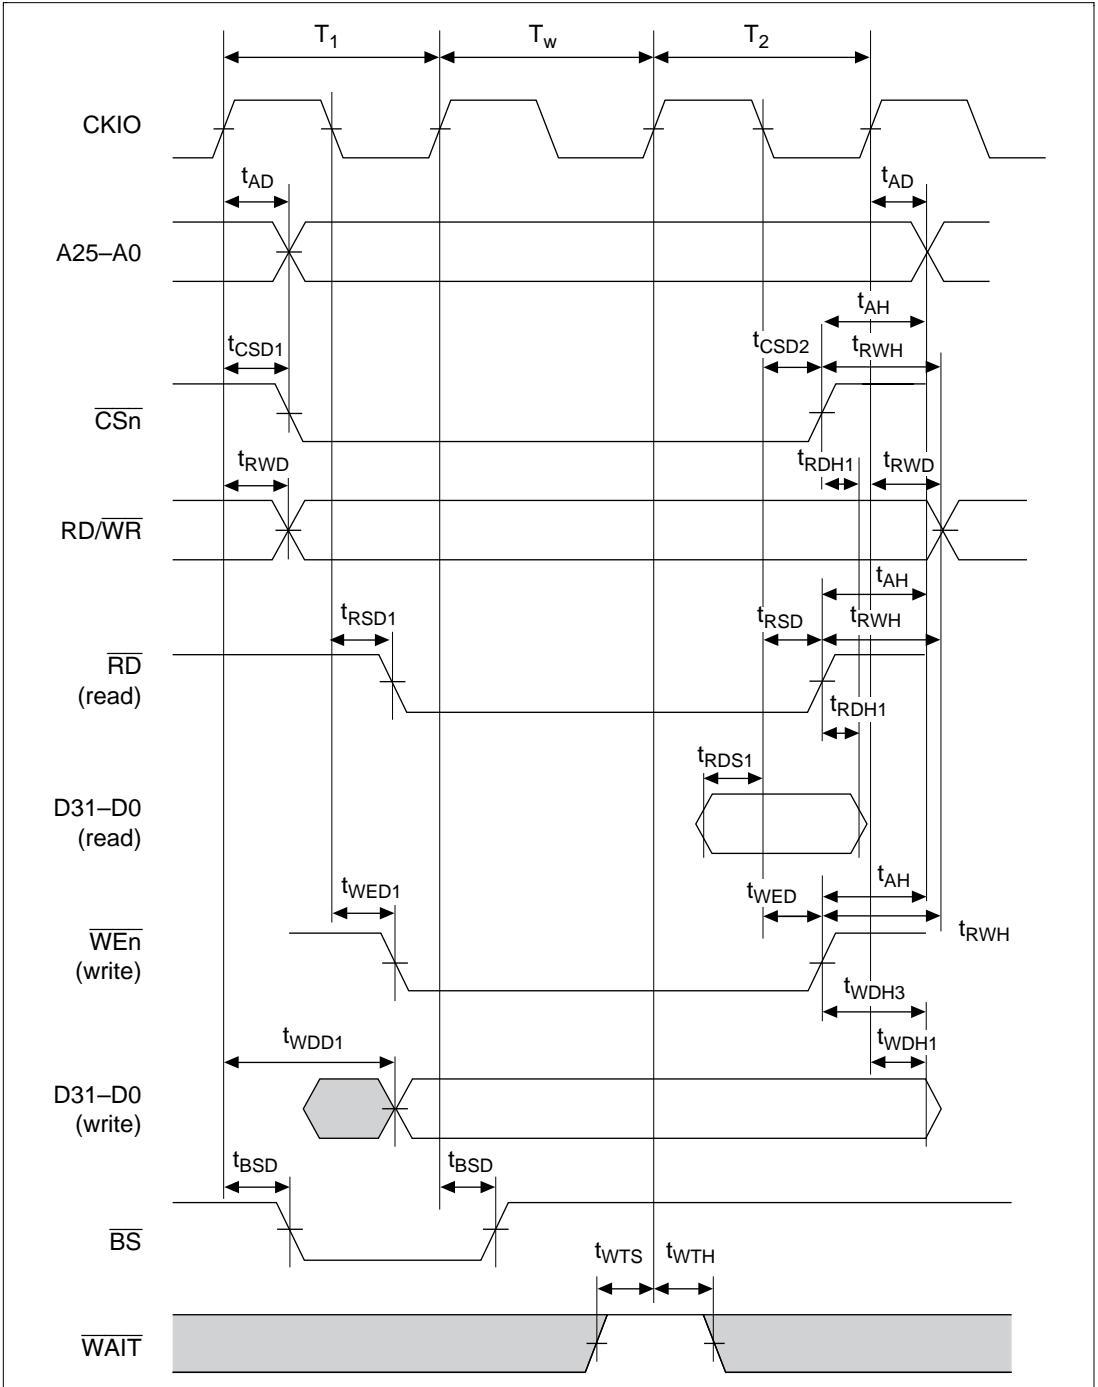 T1 Tw T2
CKIO
tAD tAD
A25–A0
tAH
tCSD1 tCSD2 tRWH
CSn
tRWD tRDH1 tRWD
RD/WR
tAH
tRSD1 tRSD tRWH
RD
(read)
tRDH1
tRDS1
D31–D0
(read)
tAH
tWED1 tWED
tRWH
WEn
(write)
tWDH3
tWDD1 tWDH1
D31–D0
(write)
tBSD tBSD
BS
tWTS tWTH
WAIT